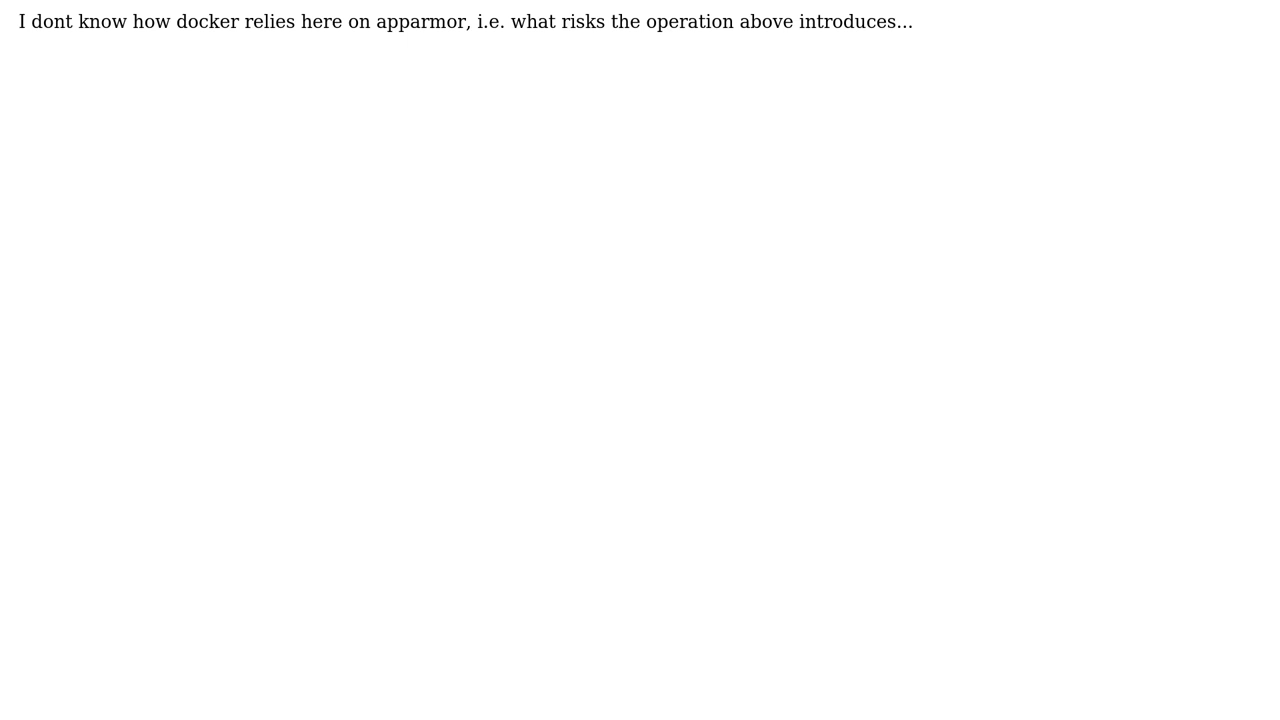 I dont know how docker relies here on apparmor, i.e. what risks the operation above introduces...